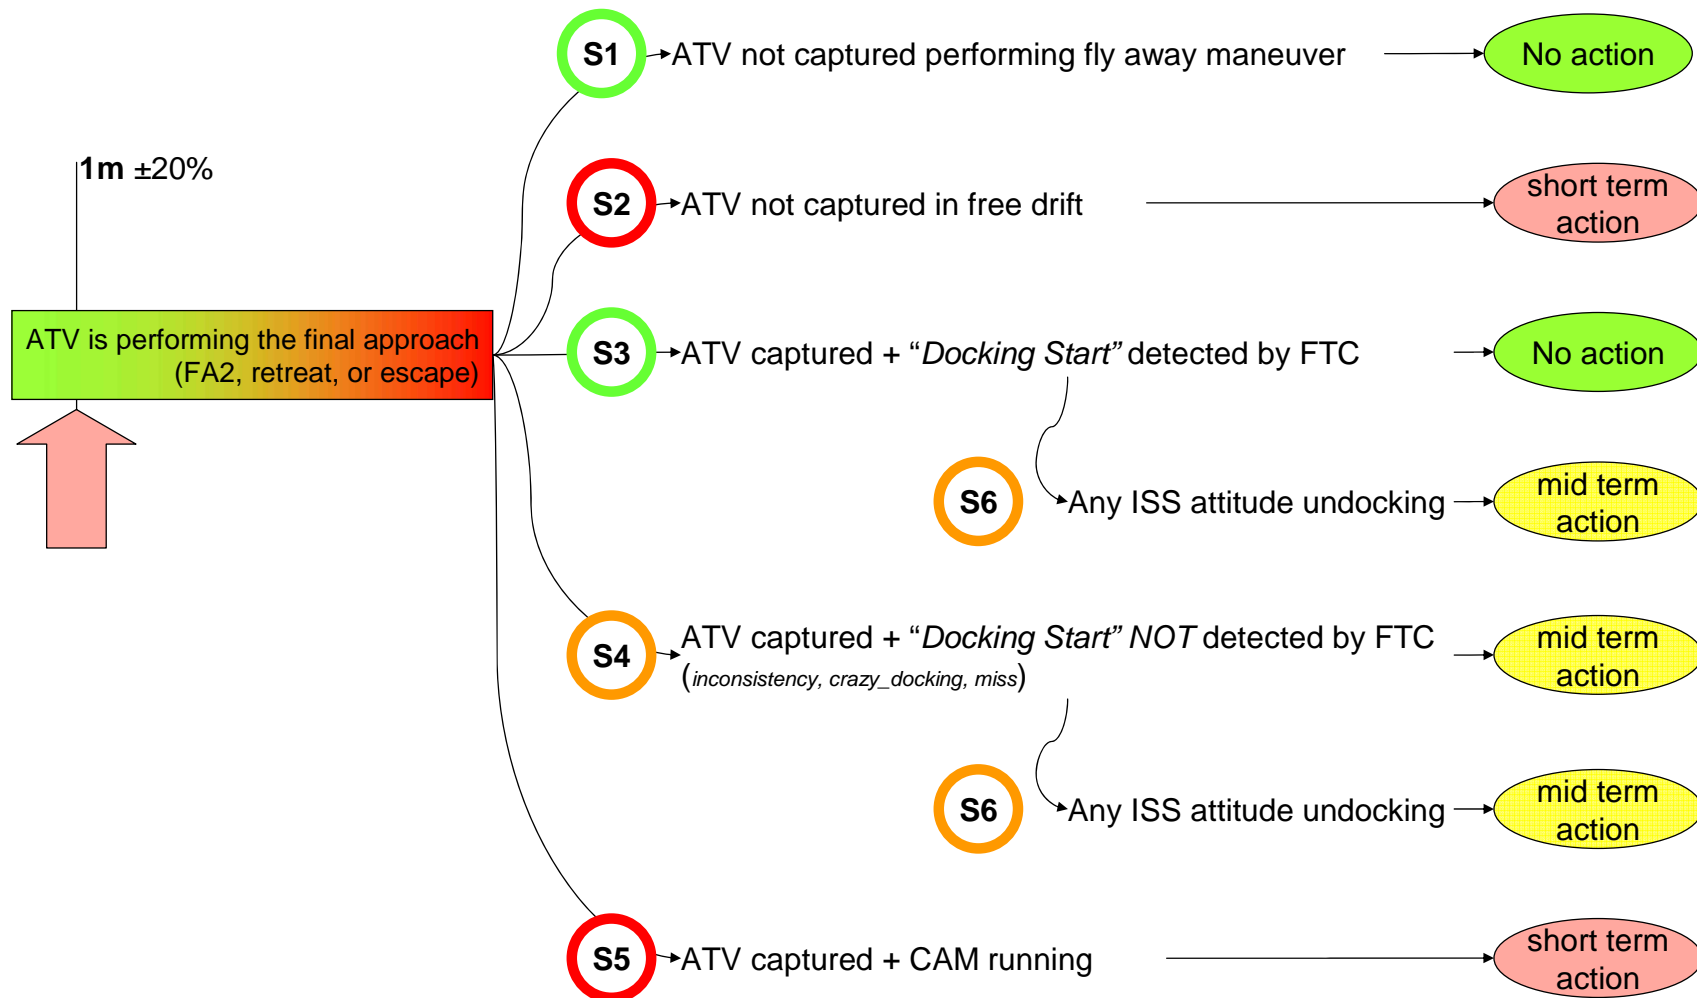 S1
ATV not captured performing fly away maneuver
No action
1m ±20%
S2
ATV not captured in free drift
short term
action
ATV is performing the final approach
(FA2, retreat, or escape)
S3
ATV captured + “Docking Start” detected by FTC
No action
S6
Any ISS attitude undocking
mid term
action
S4
ATV captured + “Docking Start” NOT detected by FTC
(inconsistency, crazy_docking, miss)
mid term
action
S6
Any ISS attitude undocking
mid term
action
S5
ATV captured + CAM running
short term
action